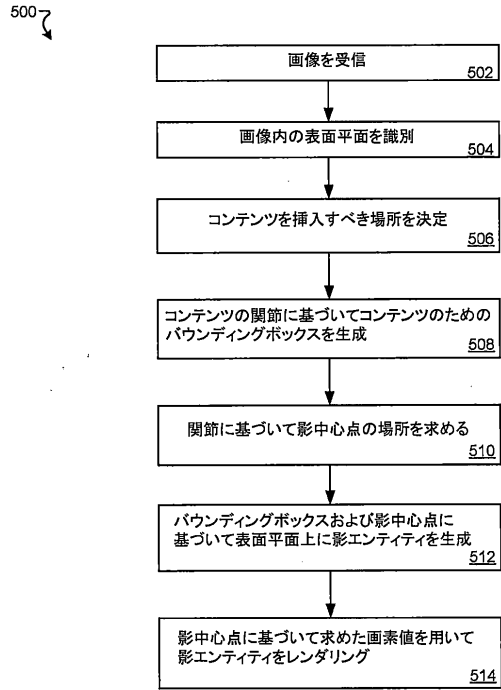 500
画像を受信
502
画像内の表面平面を識別
504
コンテンツを挿入すべき場所を決定
506
コンテンツの関節に基づいてコンテンツのための
バウンディングボックスを生成
508
関節に基づいて影中心点の場所を求める
510
バウンディングボックスおよび影中心点に
基づいて表面平面上に影エンティティを生成
512
影中心点に基づいて求めた画素値を用いて
影エンティティをレンダリング
514